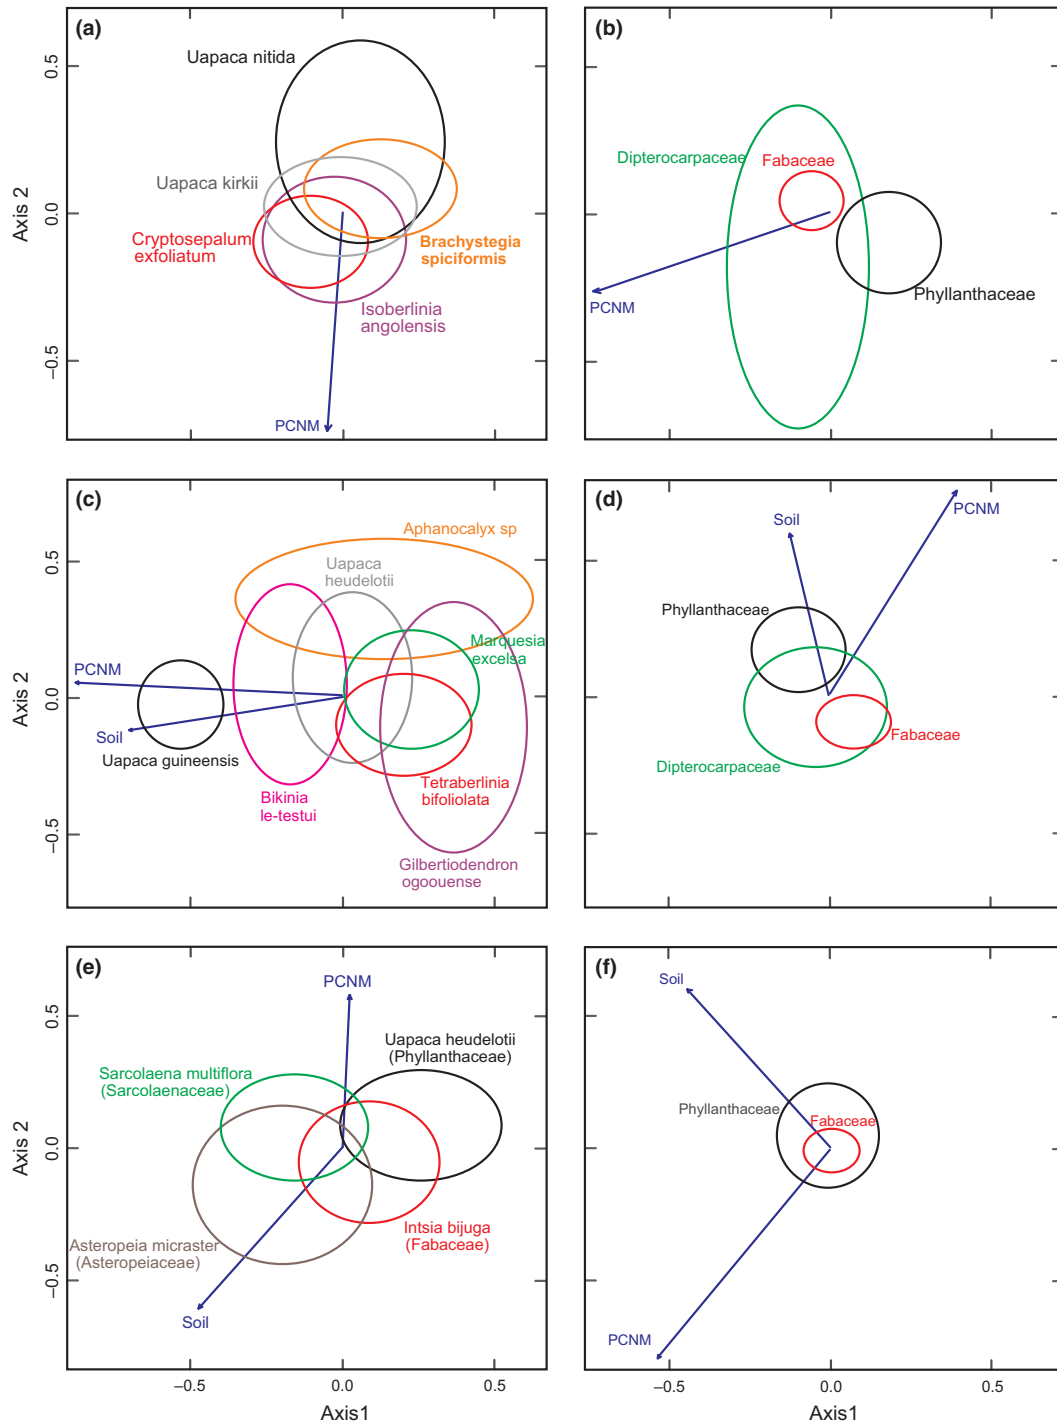 (a)
Uapaca nitida
Uapaca kirkii
Cryptosepalum
exfoliatum
Brachystegia
spiciformis
Isoberlinia
angolensis
PCNM
Axis 2
0.5
0.0
−0.5
(b)
Dipterocarpaceae
Fabaceae
Phyllanthaceae
PCNM
(c)
Aphanocalyx sp
Uapaca
heudelotii
Marquesia
excelsa
PCNM
Soil
Uapaca guineensis
Bikinia
le-testui
Tetraberlinia
bifoliolata
Gilbertiodendron
ogoouense
Axis 2
0.5
0.0
−0.5
(d)
Soil
PCNM
Phyllanthaceae
Fabaceae
Dipterocarpaceae
(e)
PCNM
Uapaca heudelotii
(Phyllanthaceae)
Sarcolaena multiflora
(Sarcolaenaceae)
Intsia bijuga
(Fabaceae)
Asteropeia micraster
(Asteropeiaceae)
Soil
Axis 2
0.5
0.0
−0.5
−0.5
0.0
0.5
Axis1
(f)
Soil
Phyllanthaceae
Fabaceae
PCNM
−0.5
0.0
0.5
Axis1